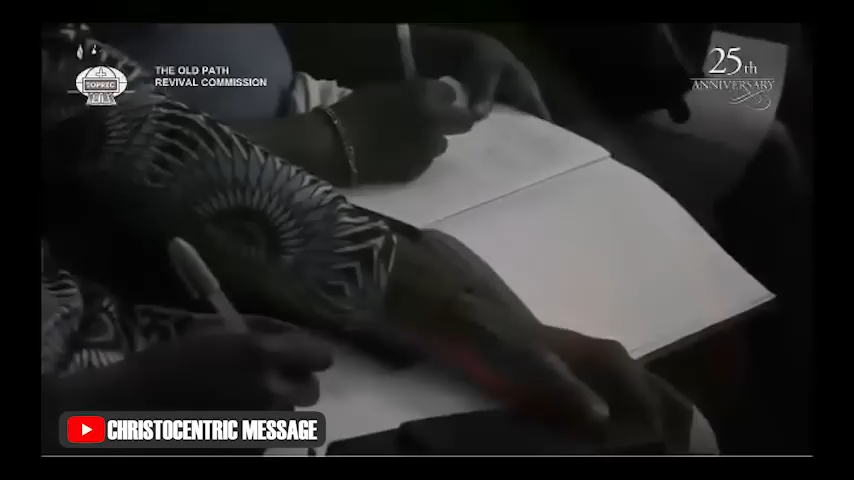 THE OLD PATH
REVIVAL COMMISSION
TOPREC
25th
ANNIVERSARY
CHRISTOCENTRIC MESSAGE